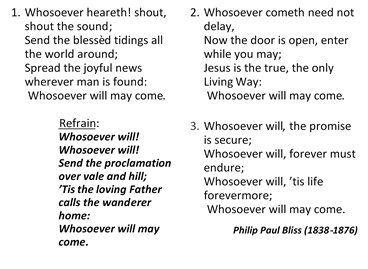 1. Whosoever heareth! shout,
shout the sound;
Send the blessèd tidings all
the world around;
Spread the joyful news
wherever man is found:
Whosoever will may come.
Refrain:
Whosoever will!
Whosoever will!
Send the proclamation
over vale and hill;
’Tis the loving Father
calls the wanderer
home:
Whosoever will may
come.
2. Whosoever cometh need not
delay,
Now the door is open, enter
while you may;
Jesus is the true, the only
Living Way:
Whosoever will may come.
3. Whosoever will, the promise
is secure;
Whosoever will, forever must
endure;
Whosoever will, ’tis life
forevermore;
Whosoever will may come.
Philip Paul Bliss (1838-1876)